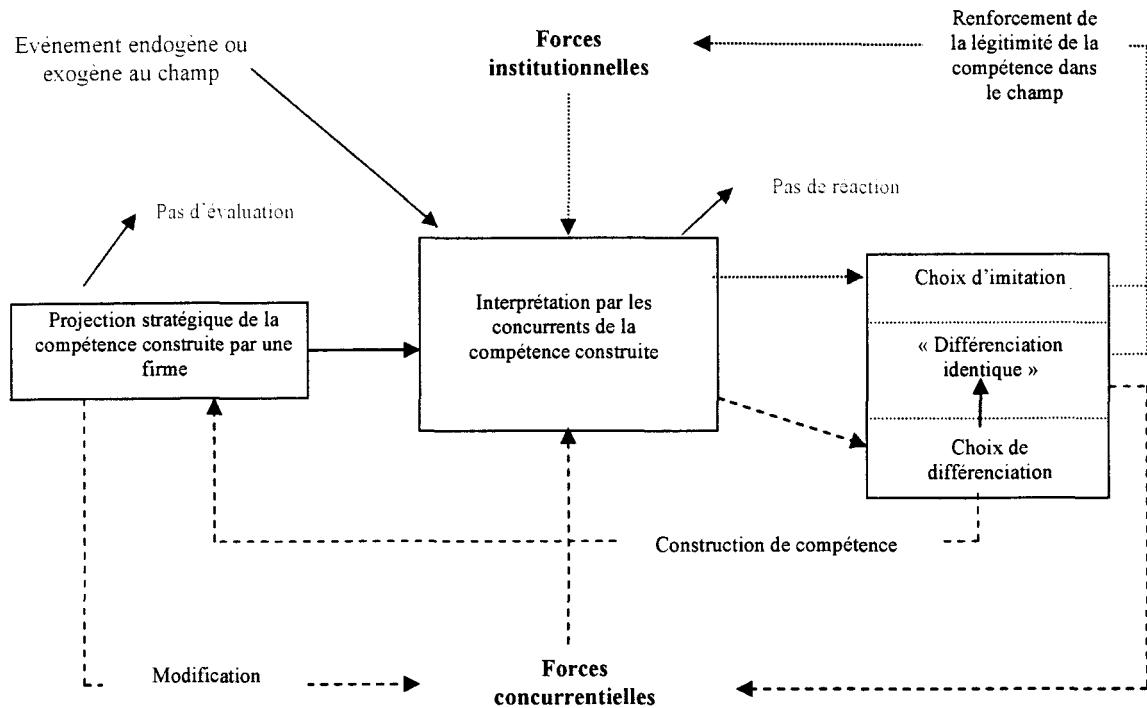 Evénement endogène ou
exogène au champ
Forces
institutionnelles
Renforcement de
la légitimité de la
compétence dans
le champ
Pas d'évaluation
Pas de réaction
Projection stratégique de la
compétence construite par une
firme
Interprétation par les
concurrents de la
compétence construite
Choix d'imitation
« Différenciation
identique »
Choix de
différenciation
Construction de compétence
Modification
Forces
concurrentielles